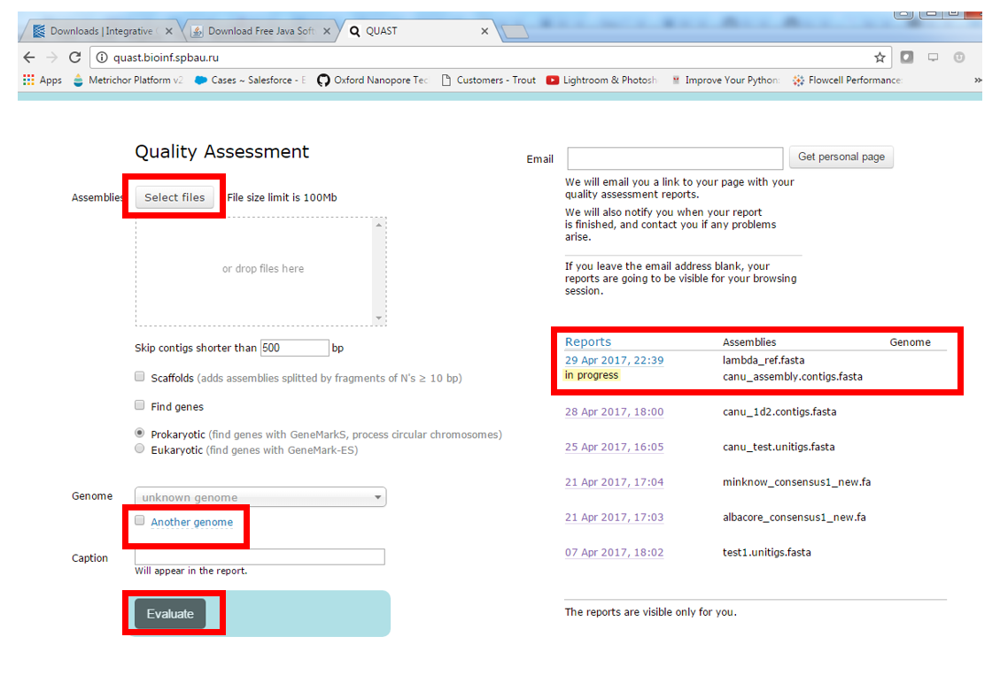 Downloads | Integrative
Download Free Java Soft
QUAST
quast.bioinf.spbau.ru
Apps
Metrichor Platform v2
Cases ~ Salesforce - E
Oxford Nanopore Tec
Customers - Trout
Lightroom & Photosh
Improve Your Python:
Flowcell Performance
Quality Assessment
Assemblies
Select files
File size limit is 100Mb
or drop files here
Skip contigs shorter than 500 bp
Scaffolds (adds assemblies splitted by fragments of N's ≥ 10 bp)
Find genes
Prokaryotic (find genes with GeneMarkS, process circular chromosomes)
Eukaryotic (find genes with GeneMark-ES)
Genome
unknown genome
Another genome
Caption
Will appear in the report.
Evaluate
Email
Get personal page
We will email you a link to your page with your
quality assessment reports.
We will also notify you when your report
is finished, and contact you if any problems
arise.
If you leave the email address blank, your
reports are going to be visible for your browsing
session.
Reports Assemblies Genome
29 Apr 2017, 22:39 lambda_ref.fasta
in progress canu_assembly.contigs.fasta
28 Apr 2017, 18:00 canu_1d2.contigs.fasta
25 Apr 2017, 16:05 canu_test.unitigs.fasta
21 Apr 2017, 17:04 minknow_consensus1_new.fa
21 Apr 2017, 17:03 albacore_consensus1_new.fa
07 Apr 2017, 18:02 test1.unitigs.fasta
The reports are visible only for you.